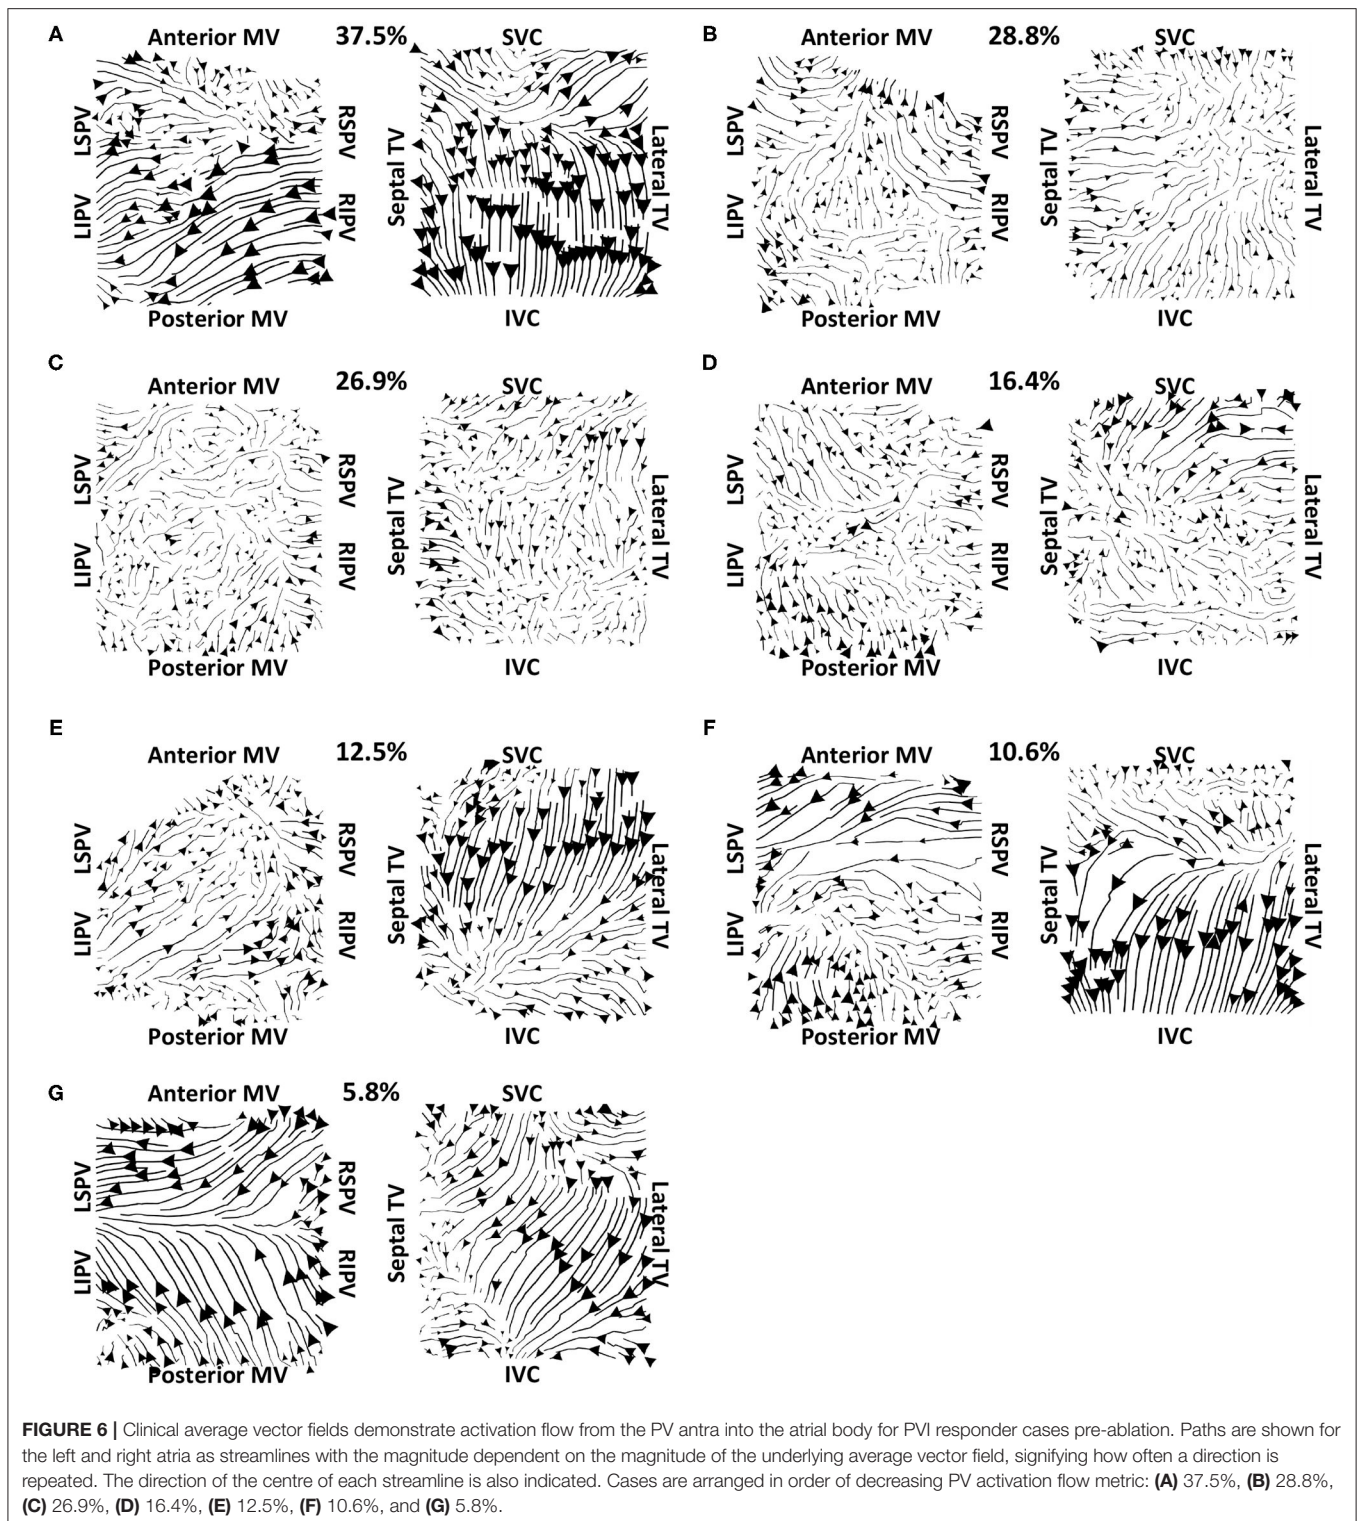 A
Anterior MV
37.5%
SVC
LSPV
LIPV
RSPV
RIPV
Septal TV
Lateral TV
Posterior MV
IVC
B
Anterior MV
28.8%
SVC
LSPV
LIPV
RSPV
RIPV
Septal TV
Lateral TV
Posterior MV
IVC
C
Anterior MV
26.9%
SVC
LSPV
LIPV
RSPV
RIPV
Septal TV
Lateral TV
Posterior MV
IVC
D
Anterior MV
16.4%
SVC
LSPV
LIPV
RSPV
RIPV
Septal TV
Lateral TV
Posterior MV
IVC
E
Anterior MV
12.5%
SVC
LSPV
LIPV
RSPV
RIPV
Septal TV
Lateral TV
Posterior MV
IVC
F
Anterior MV
10.6%
SVC
LSPV
LIPV
RSPV
RIPV
Septal TV
Lateral TV
Posterior MV
IVC
G
Anterior MV
5.8%
SVC
LSPV
LIPV
RSPV
RIPV
Septal TV
Lateral TV
Posterior MV
IVC
FIGURE 6 | Clinical average vector fields demonstrate activation flow from the PV antra into the atrial body for PVI responder cases pre-ablation. Paths are shown for
the left and right atria as streamlines with the magnitude dependent on the magnitude of the underlying average vector field, signifying how often a direction is
repeated. The direction of the centre of each streamline is also indicated. Cases are arranged in order of decreasing PV activation flow metric: (A) 37.5%, (B) 28.8%,
(C) 26.9%, (D) 16.4%, (E) 12.5%, (F) 10.6%, and (G) 5.8%.